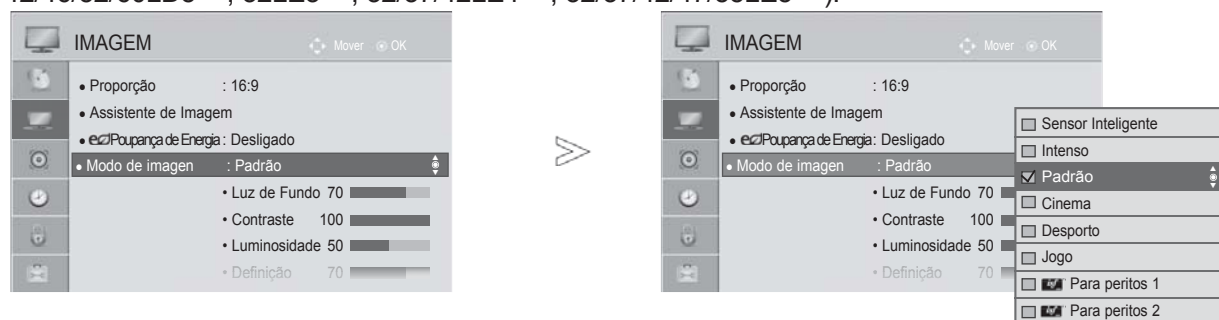 IMAGEM
Mover OK
• Proporção : 16:9
• Assistente de Imagem
• eco Poupança de Energia : Desligado
• Modo de imagen : Padrão
• Luz de Fundo 70
• Contraste 100
• Luminosidade 50
• Definição 70
IMAGEM
Mover OK
• Proporção : 16:9
• Assistente de Imagem
• eco Poupança de Energia : Desligado
• Modo de imagen : Padrão
• Luz de Fundo 70
• Contraste 100
• Luminosidade 50
• Definição 70
Sensor Inteligente
Intenso
Padrão
Cinema
Desporto
Jogo
Para peritos 1
Para peritos 2